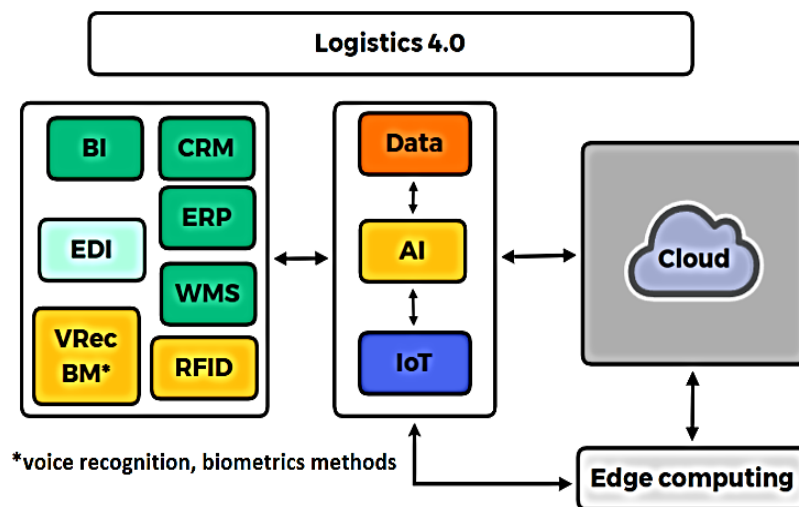 Logistics 4.0
BI
CRM
ERP
EDI
WMS
VRec
BM*
RFID
Data
AI
IoT
Cloud
*voice recognition, biometrics methods
Edge computing